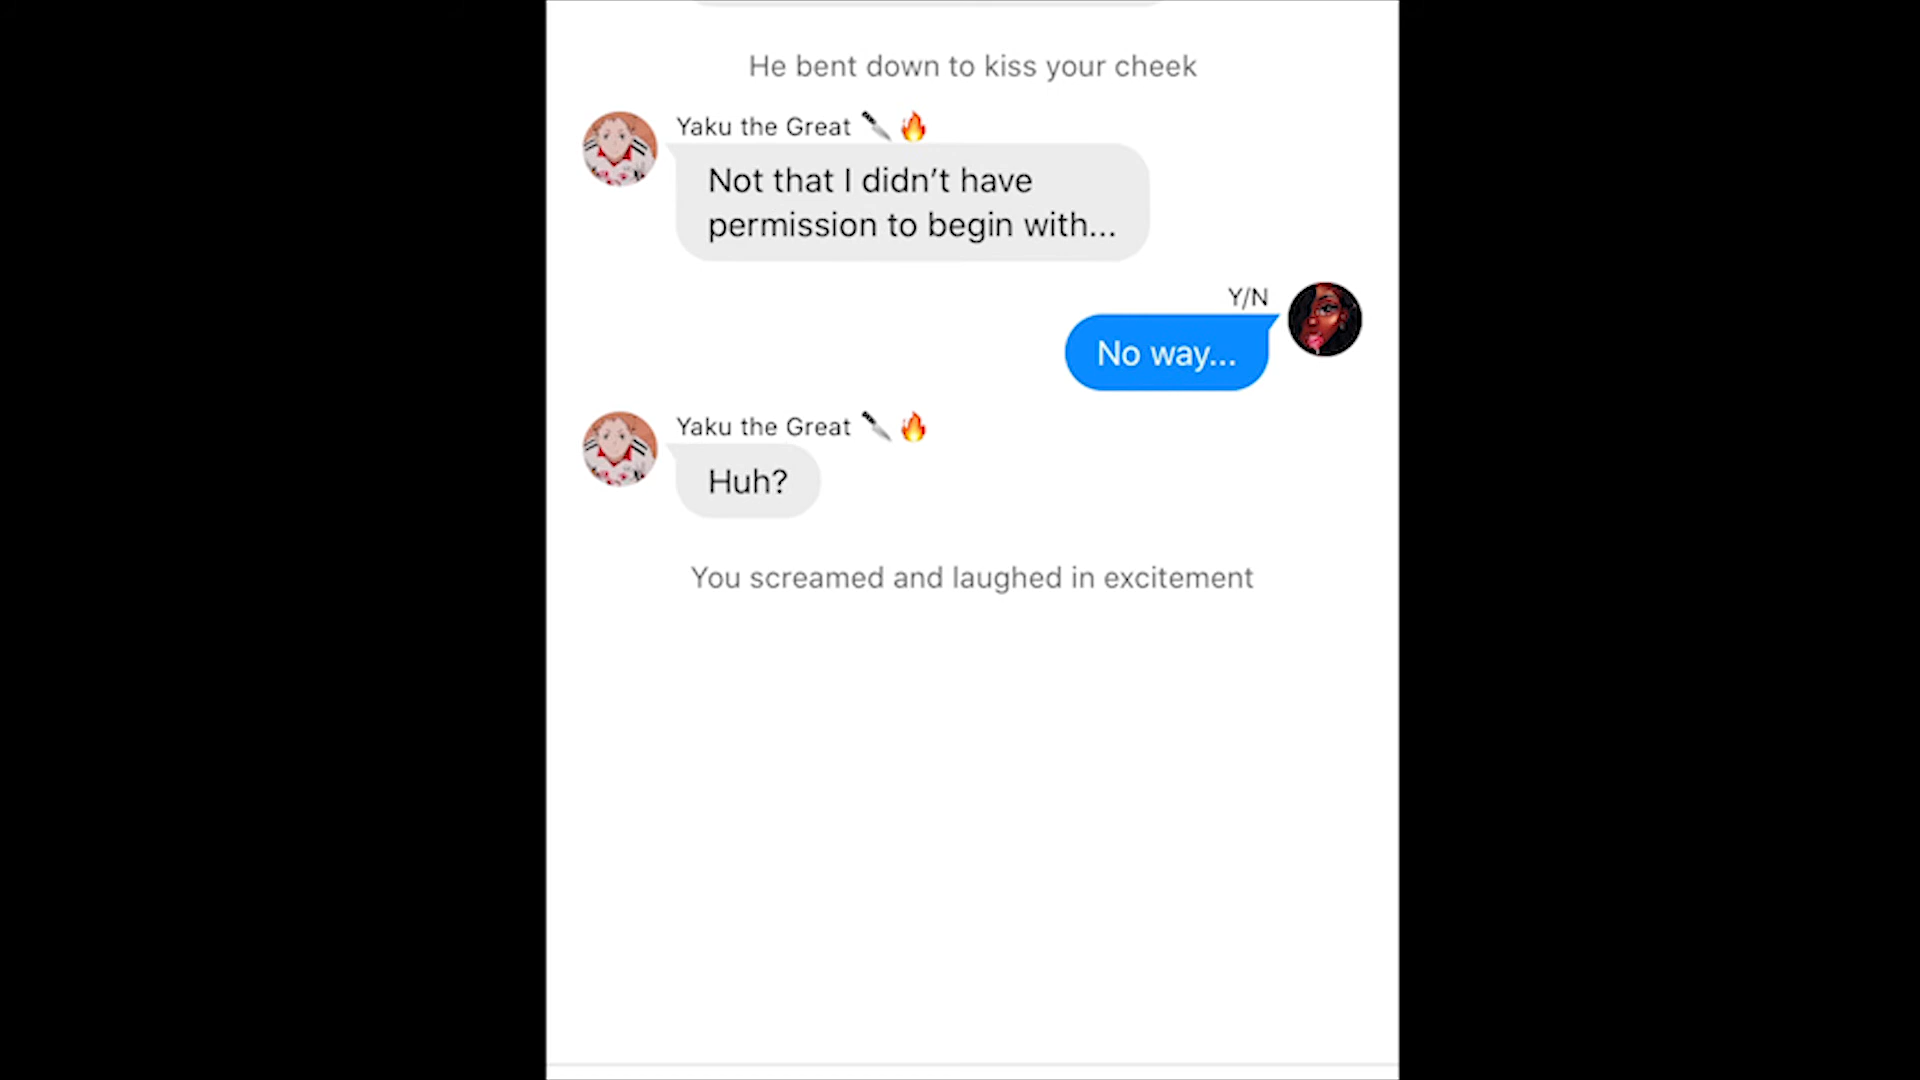 He bent down to kiss your cheek
Yaku the Great 🔪 🔥
Not that I didn’t have
permission to begin with...
Y/N
No way...
Yaku the Great 🔪 🔥
Huh?
You screamed and laughed in excitement